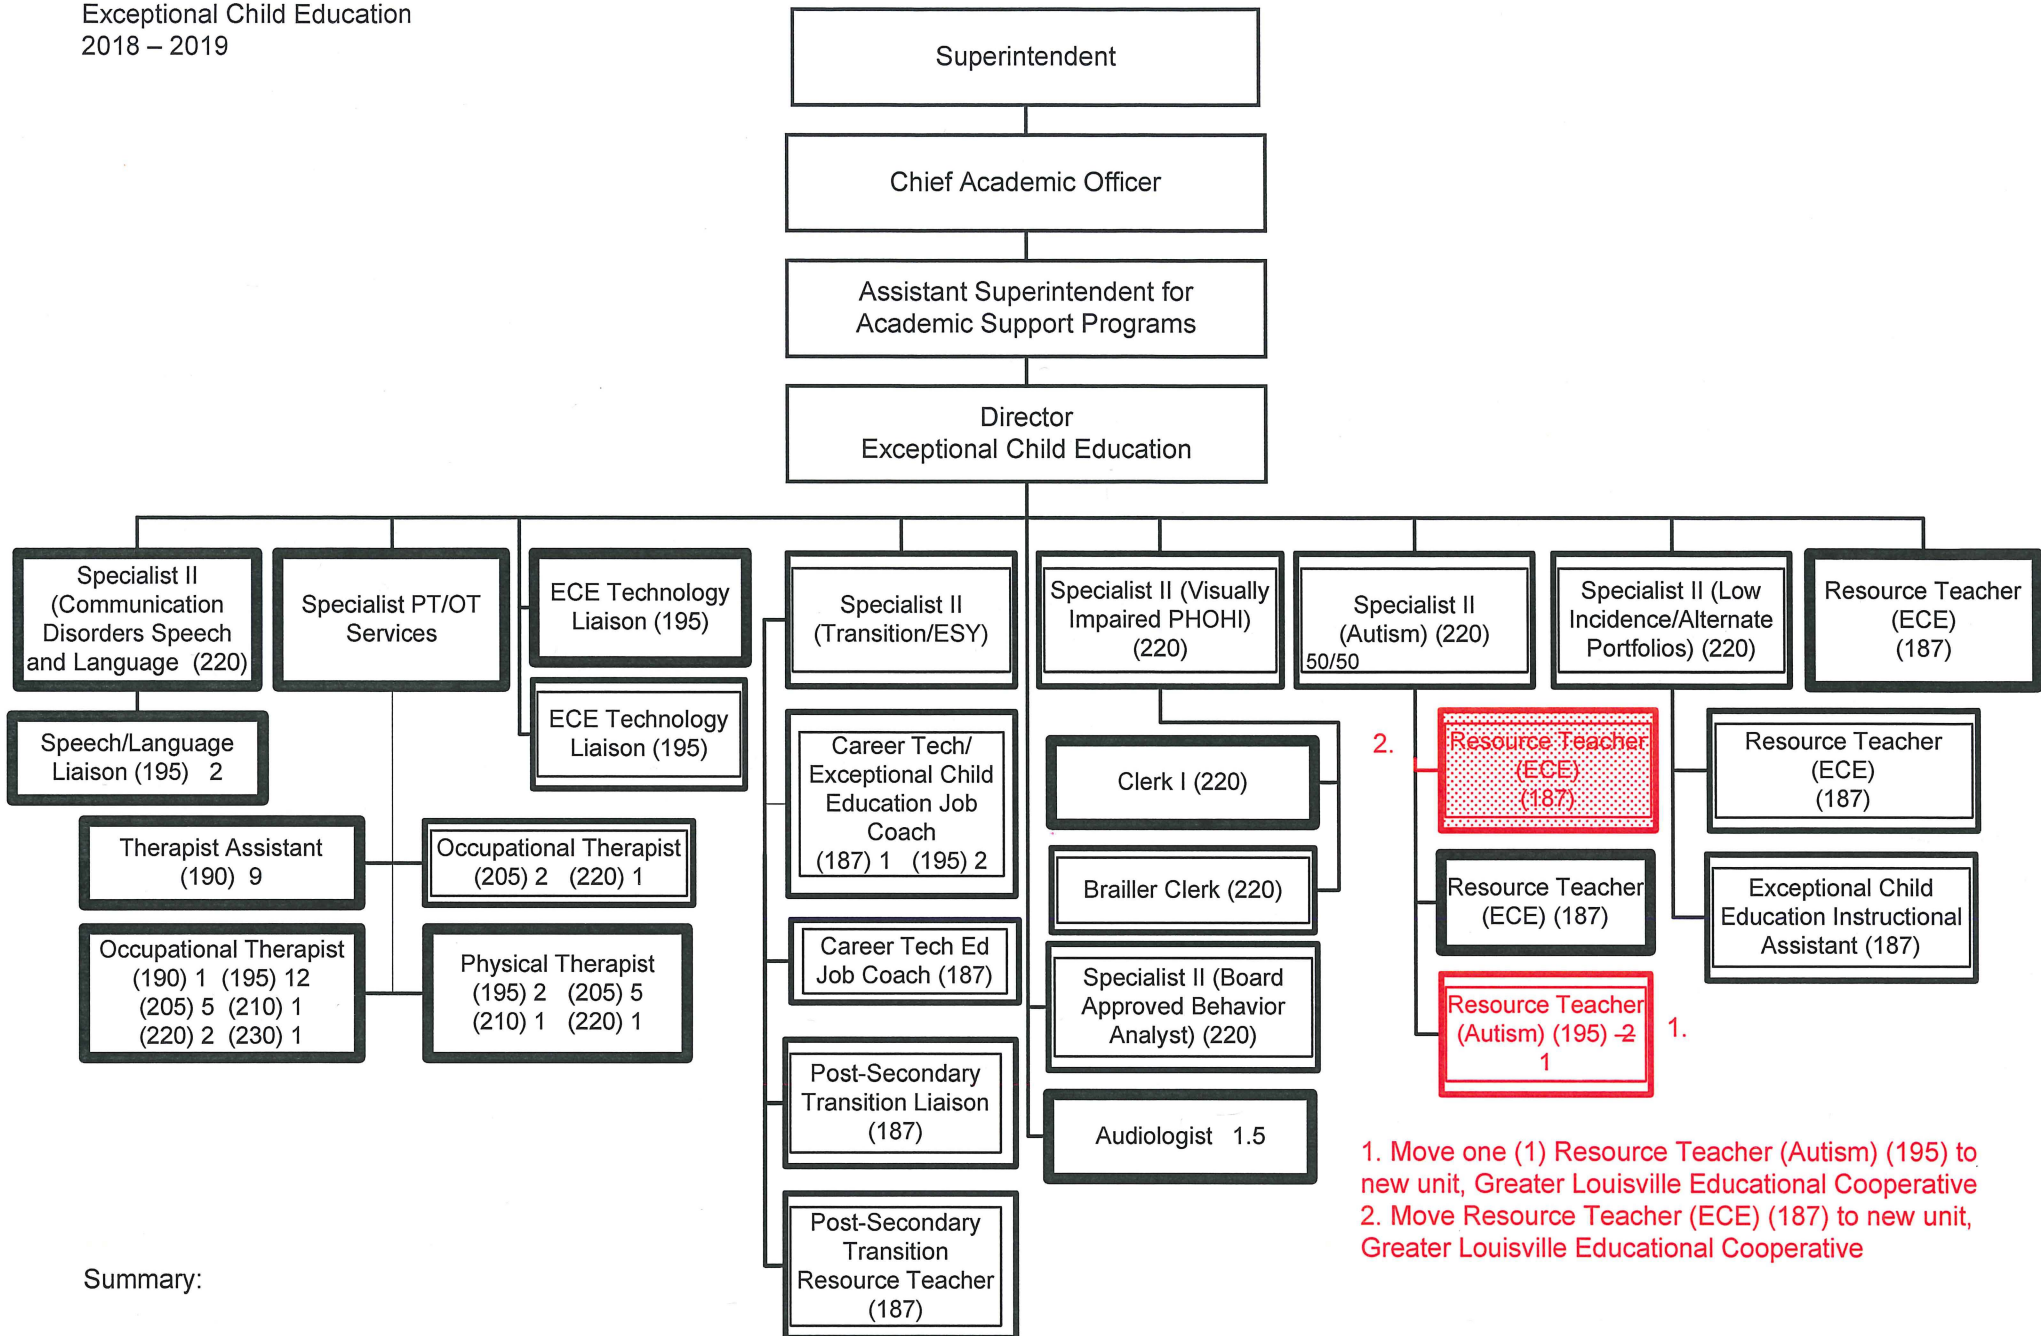 Exceptional Child Education
2018 – 2019
Superintendent
Chief Academic Officer
Assistant Superintendent for
Academic Support Programs
Director
Exceptional Child Education
Specialist II
(Communication
Disorders Speech
and Language (220)
Speech/Language
Liaison (195) 2
Specialist PT/OT
Services
Therapist Assistant
(190) 9
Occupational Therapist
(205) 2 (220) 1
Occupational Therapist
(190) 1 (195) 12
(205) 5 (210) 1
(220) 2 (230) 1
Physical Therapist
(195) 2 (205) 5
(210) 1 (220) 1
ECE Technology
Liaison (195)
ECE Technology
Liaison (195)
Specialist II
(Transition/ESY)
Career Tech/
Exceptional Child
Education Job
Coach
(187) 1 (195) 2
Career Tech Ed
Job Coach (187)
Post-Secondary
Transition Liaison
(187)
Post-Secondary
Transition
Resource Teacher
(187)
Specialist II (Visually
Impaired PHOHI)
(220)
Clerk I (220)
Brailler Clerk (220)
Specialist II (Board
Approved Behavior
Analyst) (220)
Audiologist 1.5
Specialist II
(Autism) (220)
50/50
2.
Resource Teacher
(ECE)
(187)
Resource Teacher
(ECE) (187)
Resource Teacher
(Autism) (195) 2
1
1.
Specialist II (Low
Incidence/Alternate
Portfolios) (220)
Resource Teacher
(ECE)
(187)
Exceptional Child
Education Instructional
Assistant (187)
Resource Teacher
(ECE)
(187)
1. Move one (1) Resource Teacher (Autism) (195) to
new unit, Greater Louisville Educational Cooperative
2. Move Resource Teacher (ECE) (187) to new unit,
Greater Louisville Educational Cooperative
Summary: